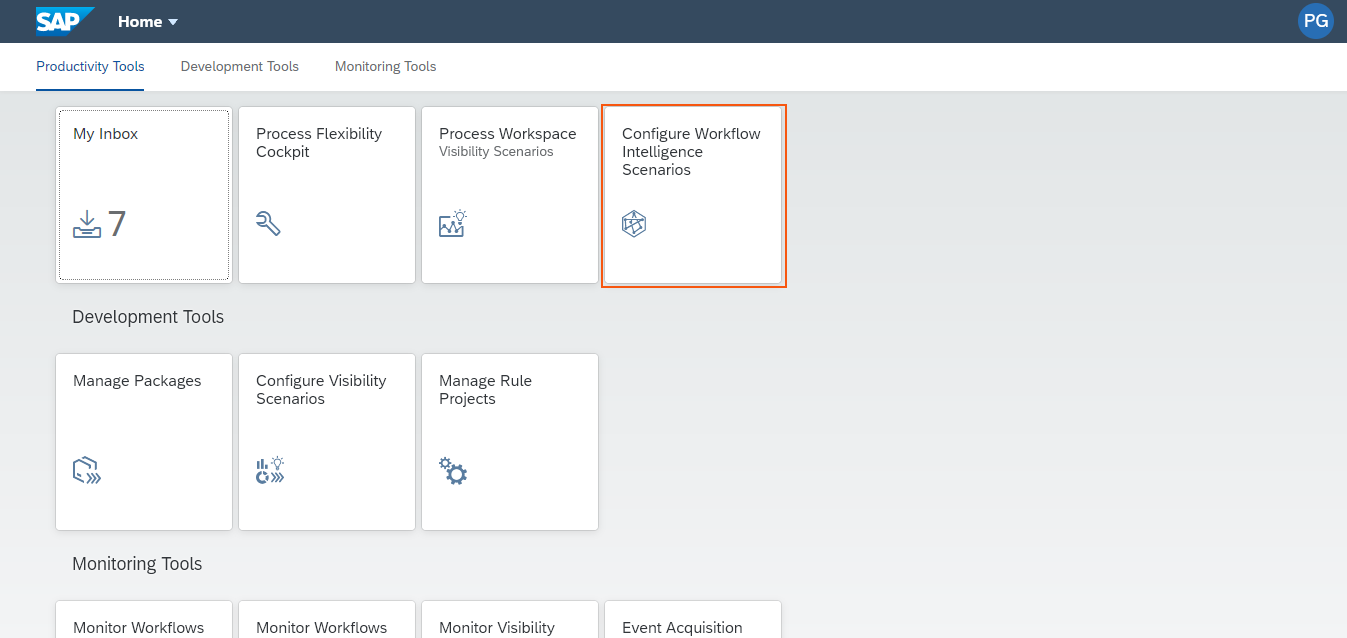 SAP
Home
PG
Productivity Tools
Development Tools
Monitoring Tools
My Inbox
7
Process Flexibility
Cockpit
Process Workspace
Visibility Scenarios
Configure Workflow
Intelligence
Scenarios
Development Tools
Manage Packages
Configure Visibility
Scenarios
Manage Rule
Projects
Monitoring Tools
Monitor Workflows
Monitor Workflows
Monitor Visibility
Event Acquisition